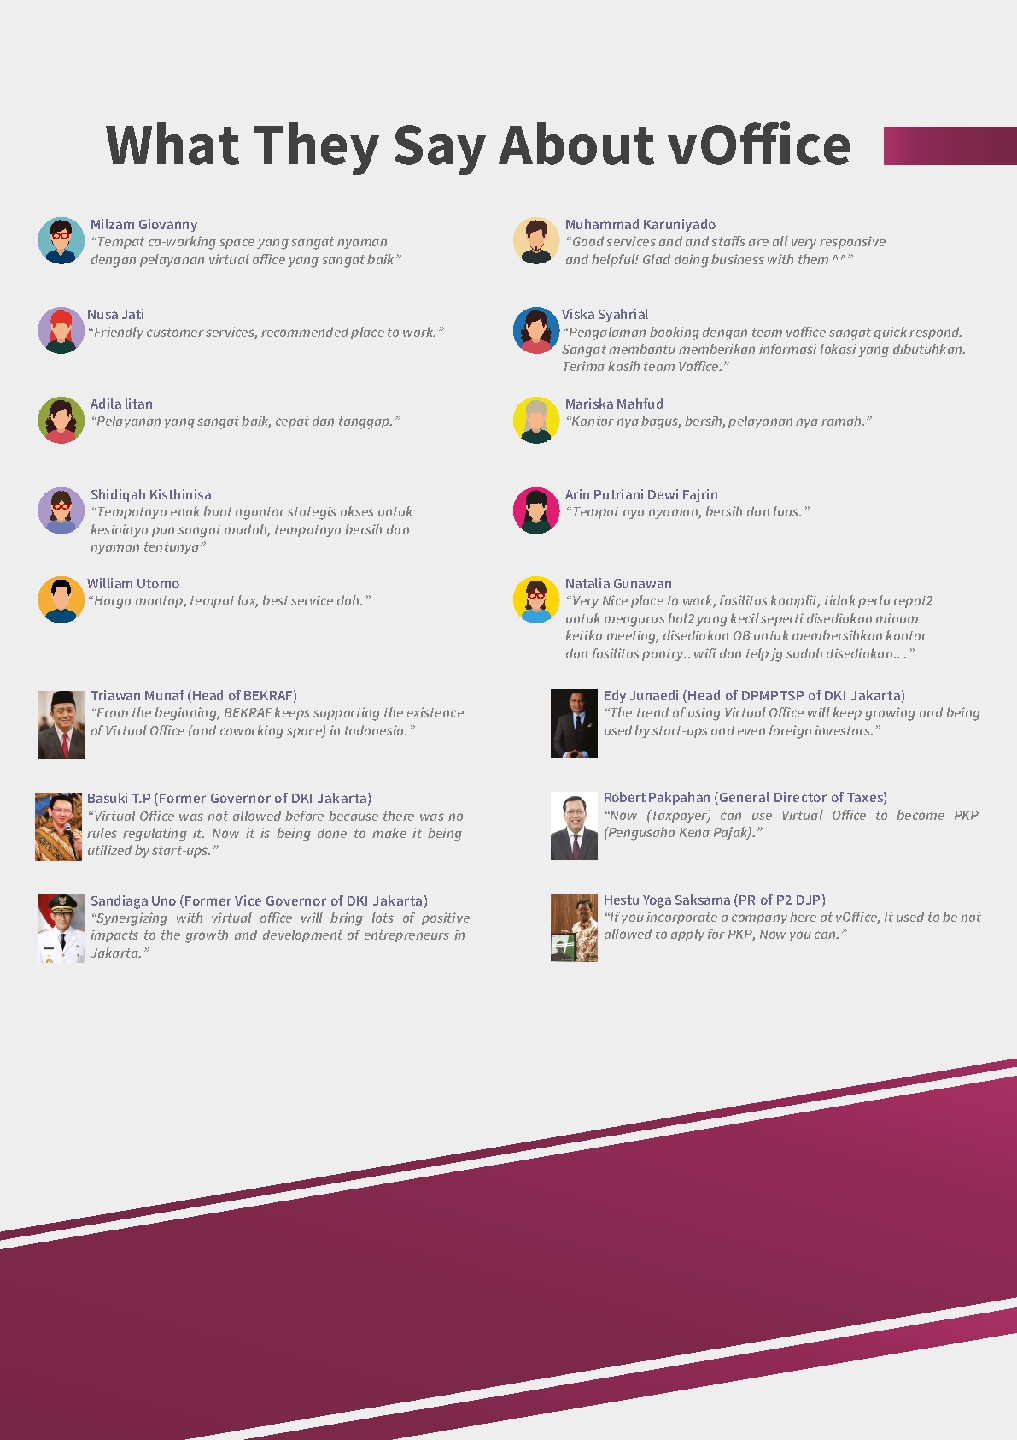 What They Say About vOffice
Milzam Giovanny
“Tempat co-working space yang sangat nyaman
dengan pelayanan virtual office yang sangat baik”
Muhammad Karuniyado
“Good services and and staffs are all very responsive
and helpful! Glad doing business with them ^^”
Nusa Jati
“Friendly customer services, recommended place to work.”
Viska Syahrial
“Pengalaman booking dengan team voffice sangat quick respond.
Sangat membantu memberikan informasi lokasi yang dibutuhkan.
Terima kasih team Voffice.”
Adila litan
“Pelayanan yang sangat baik, cepat dan tanggap.”
Mariska Mahfud
“Kantor nya bagus, bersih, pelayanan nya ramah.”
Shidiqah Kisthinisa
“Tempatnya enak buat ngantor stategis akses untuk
kesininya pun sangat mudah, tempatnya bersih dan
nyaman tentunya”
Arin Putriani Dewi Fajrin
“Tempat nya nyaman, bersih dan luas.”
William Utomo
“Harga mantap, tempat lux, best service dah.”
Natalia Gunawan
“Very Nice place to work, fasilitas komplit, tidak perlu repot2
untuk mengurus hal2 yang kecil seperti disediakan minum
ketika meeting, disediakan OB untuk membersihkan kantor
dan fasilitas pantry.. wifi dan telp jg sudah disediakan.. .”
Triawan Munaf (Head of BEKRAF)
“From the beginning, BEKRAF keeps supporting the existence
of Virtual Office (and coworking space) in Indonesia.”
Edy Junaedi (Head of DPMPTSP of DKI Jakarta)
“The trend of using Virtual Office will keep growing and being
used by start-ups and even foreign investors.”
Basuki T.P (Former Governor of DKI Jakarta)
“Virtual Office was not allowed before because there was no
rules regulating it. Now it is being done to make it being
utilized by start-ups.”
Robert Pakpahan (General Director of Taxes)
“Now (Taxpayer) can use Virtual Office to become PKP
(Pengusaha Kena Pajak).”
Sandiaga Uno (Former Vice Governor of DKI Jakarta)
“Synergizing with virtual office will bring lots of positive
impacts to the growth and development of entrepreneurs in
Jakarta.”
Hestu Yoga Saksama (PR of P2 DJP)
“If you incorporate a company here at vOffice, It used to be not
allowed to apply for PKP, Now you can.”